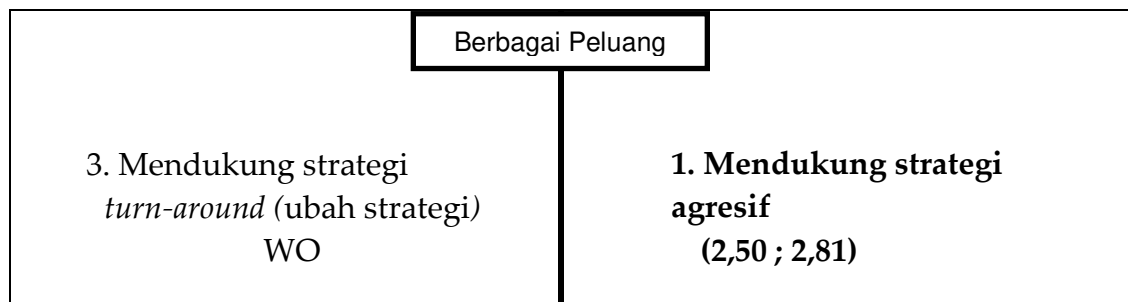 Berbagai Peluang
3. Mendukung strategi
turn-around (ubah strategi)
WO
1. Mendukung strategi
agresif
(2,50 ; 2,81)